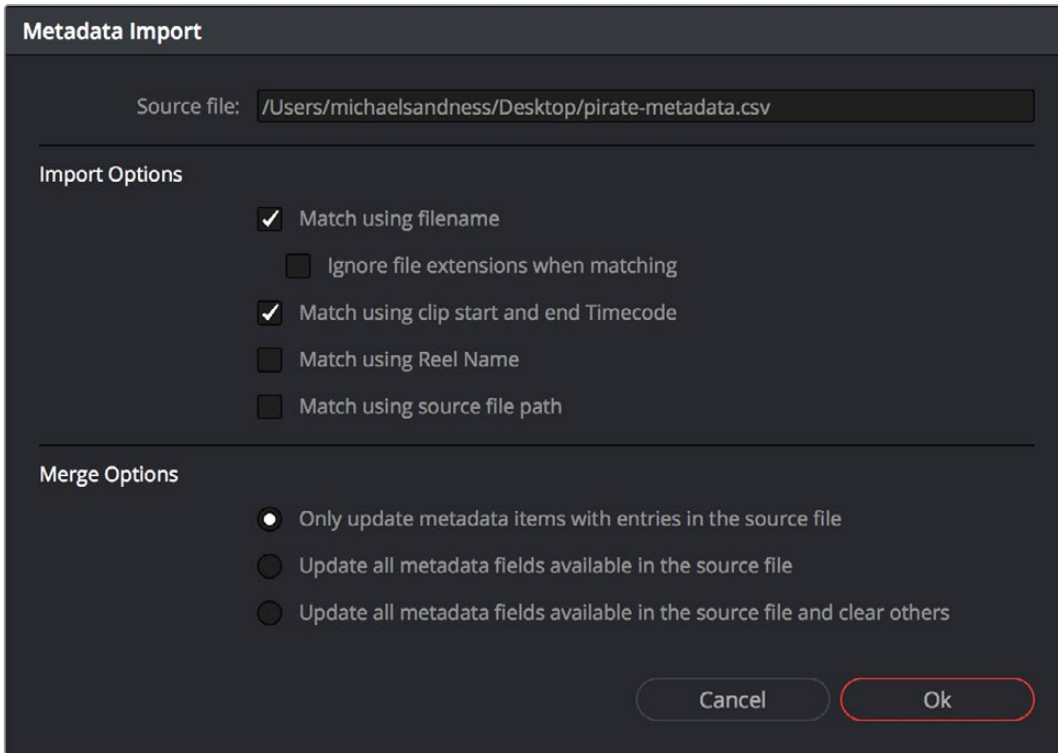 Metadata Import
Source file: /Users/michaelsandness/Desktop/pirate-metadata.csv
Import Options
Match using filename
Ignore file extensions when matching
Match using clip start and end Timecode
Match using Reel Name
Match using source file path
Merge Options
Only update metadata items with entries in the source file
Update all metadata fields available in the source file
Update all metadata fields available in the source file and clear others
Cancel Ok